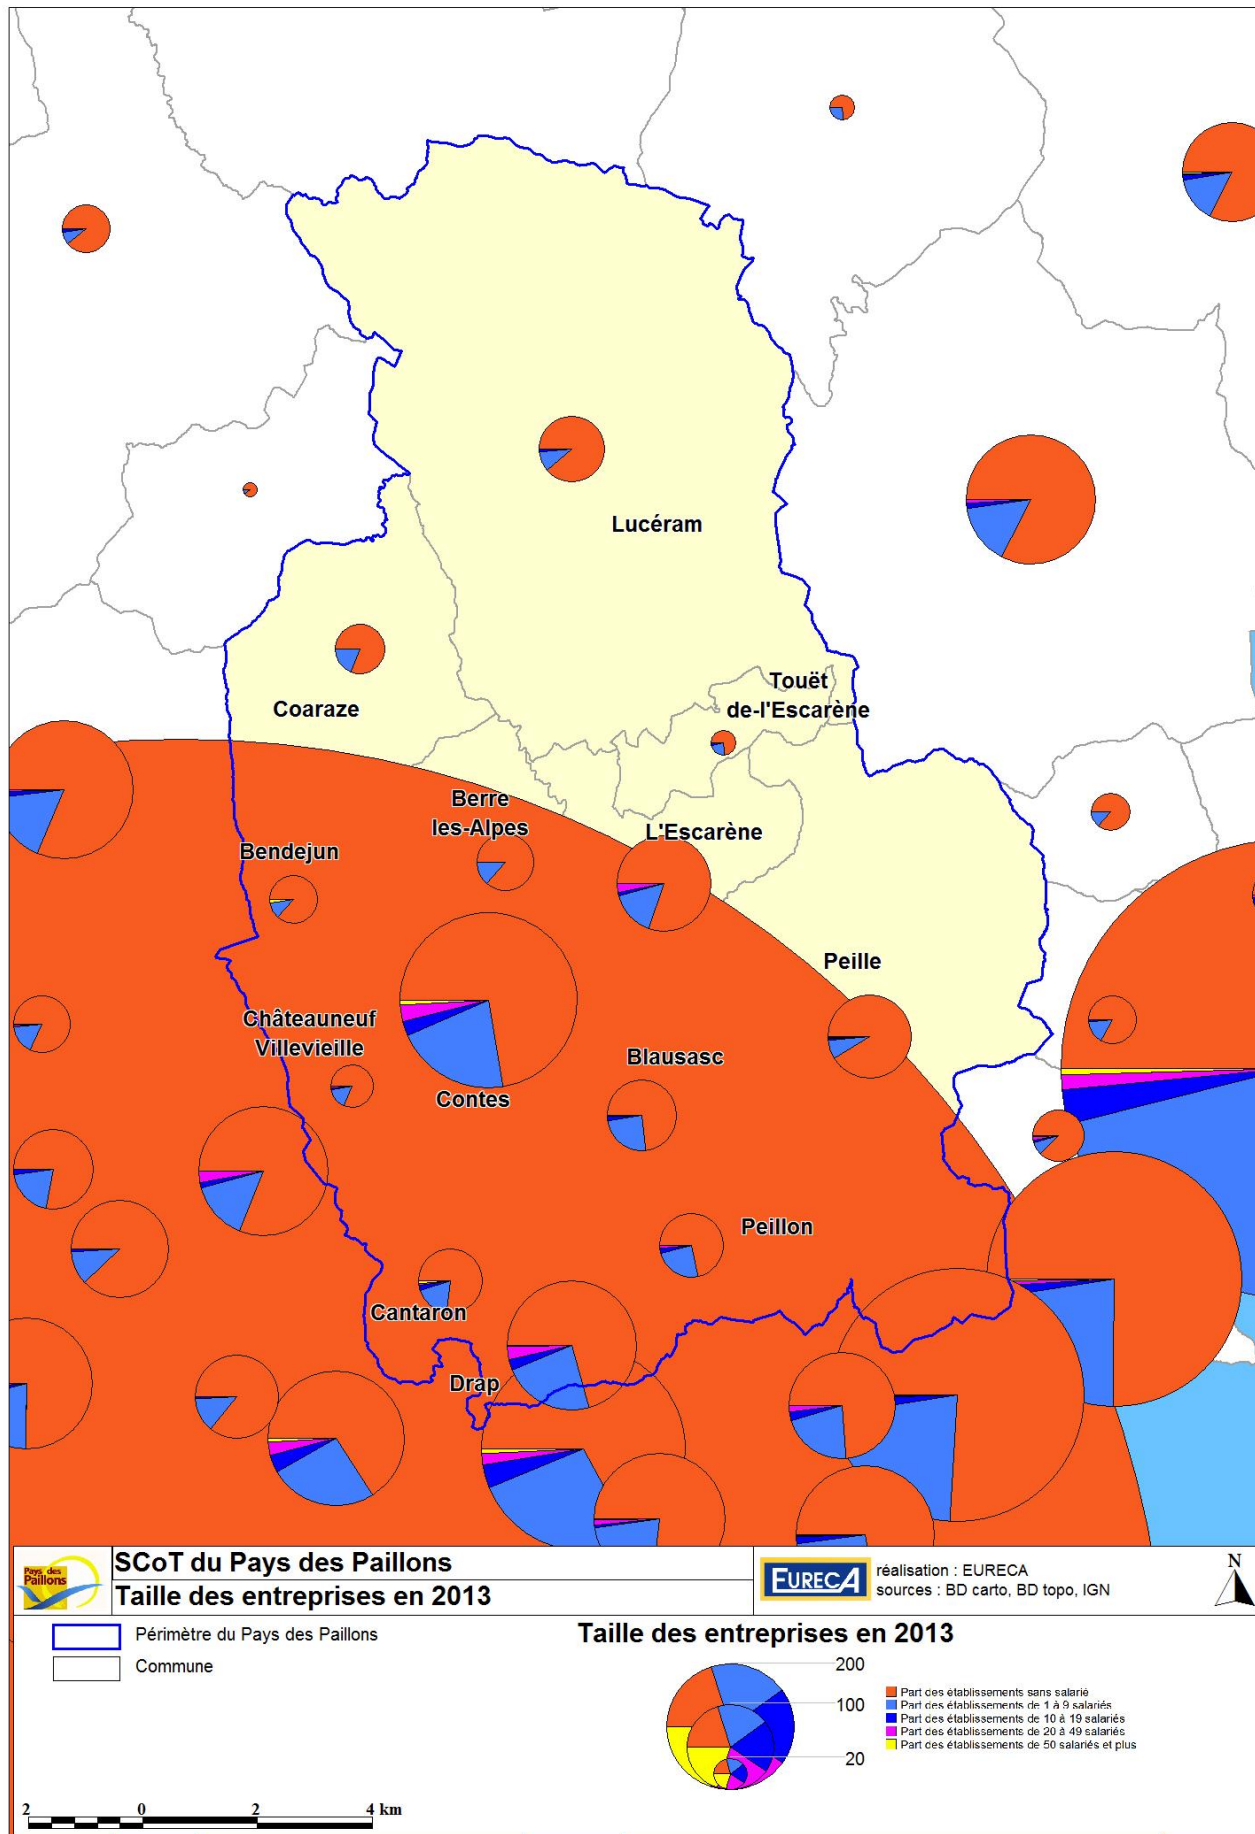 Lucéram
Touët
de-l'Escarène
Coaraze
Berre
les-Alpes
L'Escarène
Bendejun
Peille
Châteauneuf
Villevieille
Blausasc
Contes
Peillon
Cantaron
Drap
Pays des
Paillons
SCoT du Pays des Paillons
Taille des entreprises en 2013
EURECA
réalisation : EURECA
sources : BD carto, BD topo, IGN
N
Périmètre du Pays des Paillons
Commune
Taille des entreprises en 2013
200
100
20
Part des établissements sans salarié
Part des établissements de 1 à 9 salariés
Part des établissements de 10 à 19 salariés
Part des établissements de 20 à 49 salariés
Part des établissements de 50 salariés et plus
2 0 2 4 km